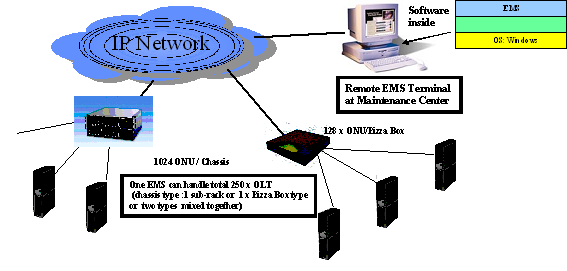 Software
inside
EMS
OS: Windows
IP Network
Remote EMS Terminal
at Maintenance Center
128 x ONU/Pizza Box
1024 ONU / Chassis
One EMS can handle total 250 x OLT
(chassis type :1 sub-rack or 1 x Pizza Box type
or two types mixed together)